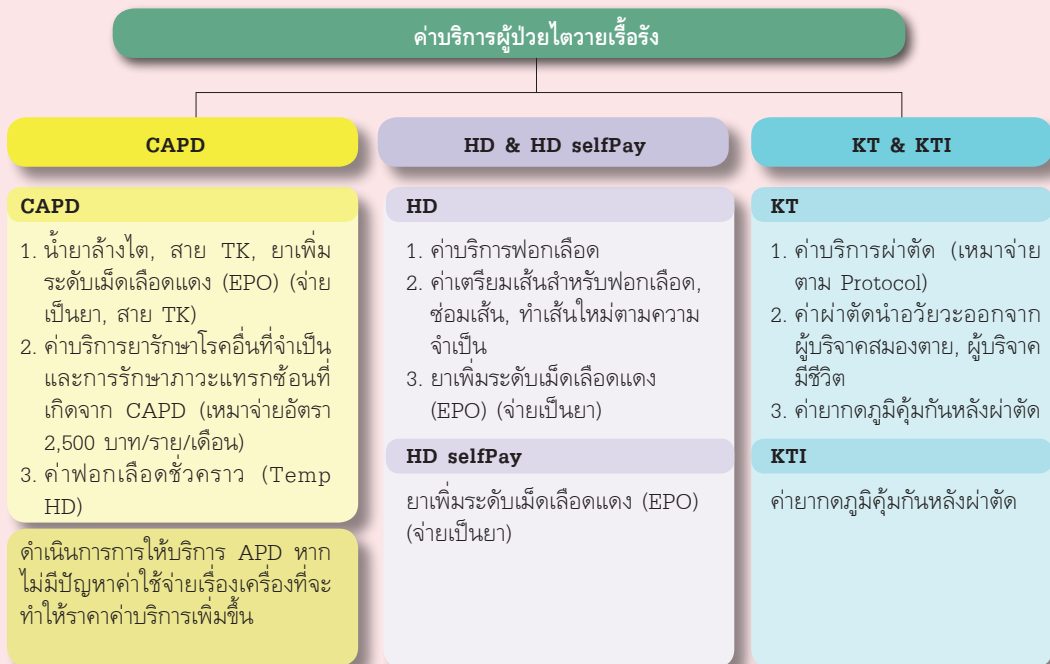 ค่าบริการผู้ป่วยไตวายเรื้อรัง
CAPD
CAPD
1. น้ำยาล้างไต, สาย TK, ยาเพิ่ม
ระดับเม็ดเลือดแดง (EPO) (จ่าย
เป็นยา, สาย TK)
2. ค่าบริการยารักษาโรคอื่นที่จำเป็น
และการรักษาภาวะแทรกซ้อนที่
เกิดจาก CAPD (เหมาจ่ายอัตรา
2,500 บาท/ราย/เดือน)
3. ค่าฟอกเลือดชั่วคราว (Temp
HD)
ดำเนินการการให้บริการ APD หาก
ไม่มีปัญหาค่าใช้จ่ายเรื่องเครื่องที่จะ
ทำให้ราคาค่าบริการเพิ่มขึ้น
HD & HD selfPay
HD
1. ค่าบริการฟอกเลือด
2. ค่าเตรียมเส้นสำหรับฟอกเลือด,
ซ่อมเส้น, ทำเส้นใหม่ตามความ
จำเป็น
3. ยาเพิ่มระดับเม็ดเลือดแดง
(EPO) (จ่ายเป็นยา)
HD selfPay
ยาเพิ่มระดับเม็ดเลือดแดง (EPO)
(จ่ายเป็นยา)
KT & KTI
KT
1. ค่าบริการผ่าตัด (เหมาจ่าย
ตาม Protocol)
2. ค่าผ่าตัดนำอวัยวะออกจาก
ผู้บริจาคสมองตาย, ผู้บริจาค
มีชีวิต
3. ค่ายากดภูมิคุ้มกันหลังผ่าตัด
KTI
ค่ายากดภูมิคุ้มกันหลังผ่าตัด